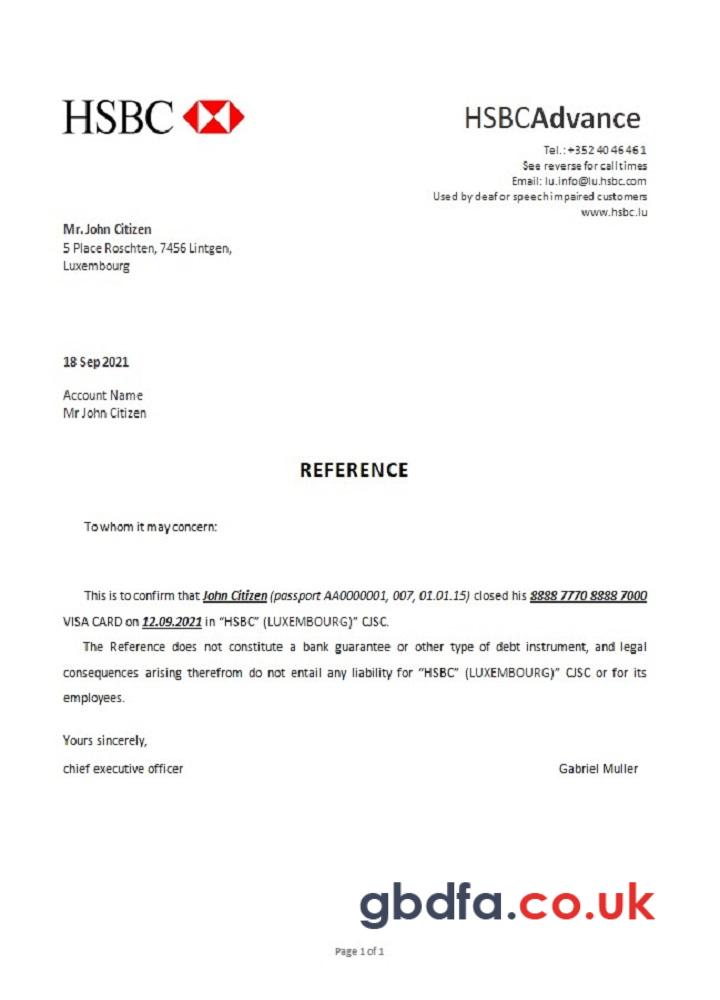 HSBC
HSBCAdvance
Tel.: +352 40 46 46 1
See reverse for call times
Email: lu.info@lu.hsbc.com
Used by deaf or speech impaired customers
www.hsbc.lu
Mr. John Citizen
5 Place Roschten, 7456 Lintgen,
Luxembourg
18 Sep 2021
Account Name
Mr John Citizen
REFERENCE
To whom it may concern:
This is to confirm that John Citizen (passport AA0000001, 007, 01.01.15) closed his 8888 7770 8888 7000
VISA CARD on 12.09.2021 in “HSBC” (LUXEMBOURG)” CJSC.
The Reference does not constitute a bank guarantee or other type of debt instrument, and legal
consequences arising therefrom do not entail any liability for “HSBC” (LUXEMBOURG)” CJSC or for its
employees.
Yours sincerely,
chief executive officer Gabriel Muller
gbdfa.co.uk
Page 1 of 1